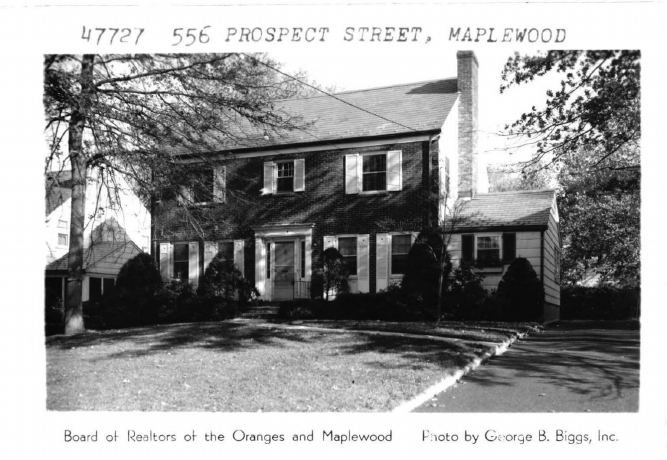 47727 556 PROSPECT STREET, MAPLEWOOD
Board of Realtors of the Oranges and Maplewood Photo by George B. Biggs, Inc.